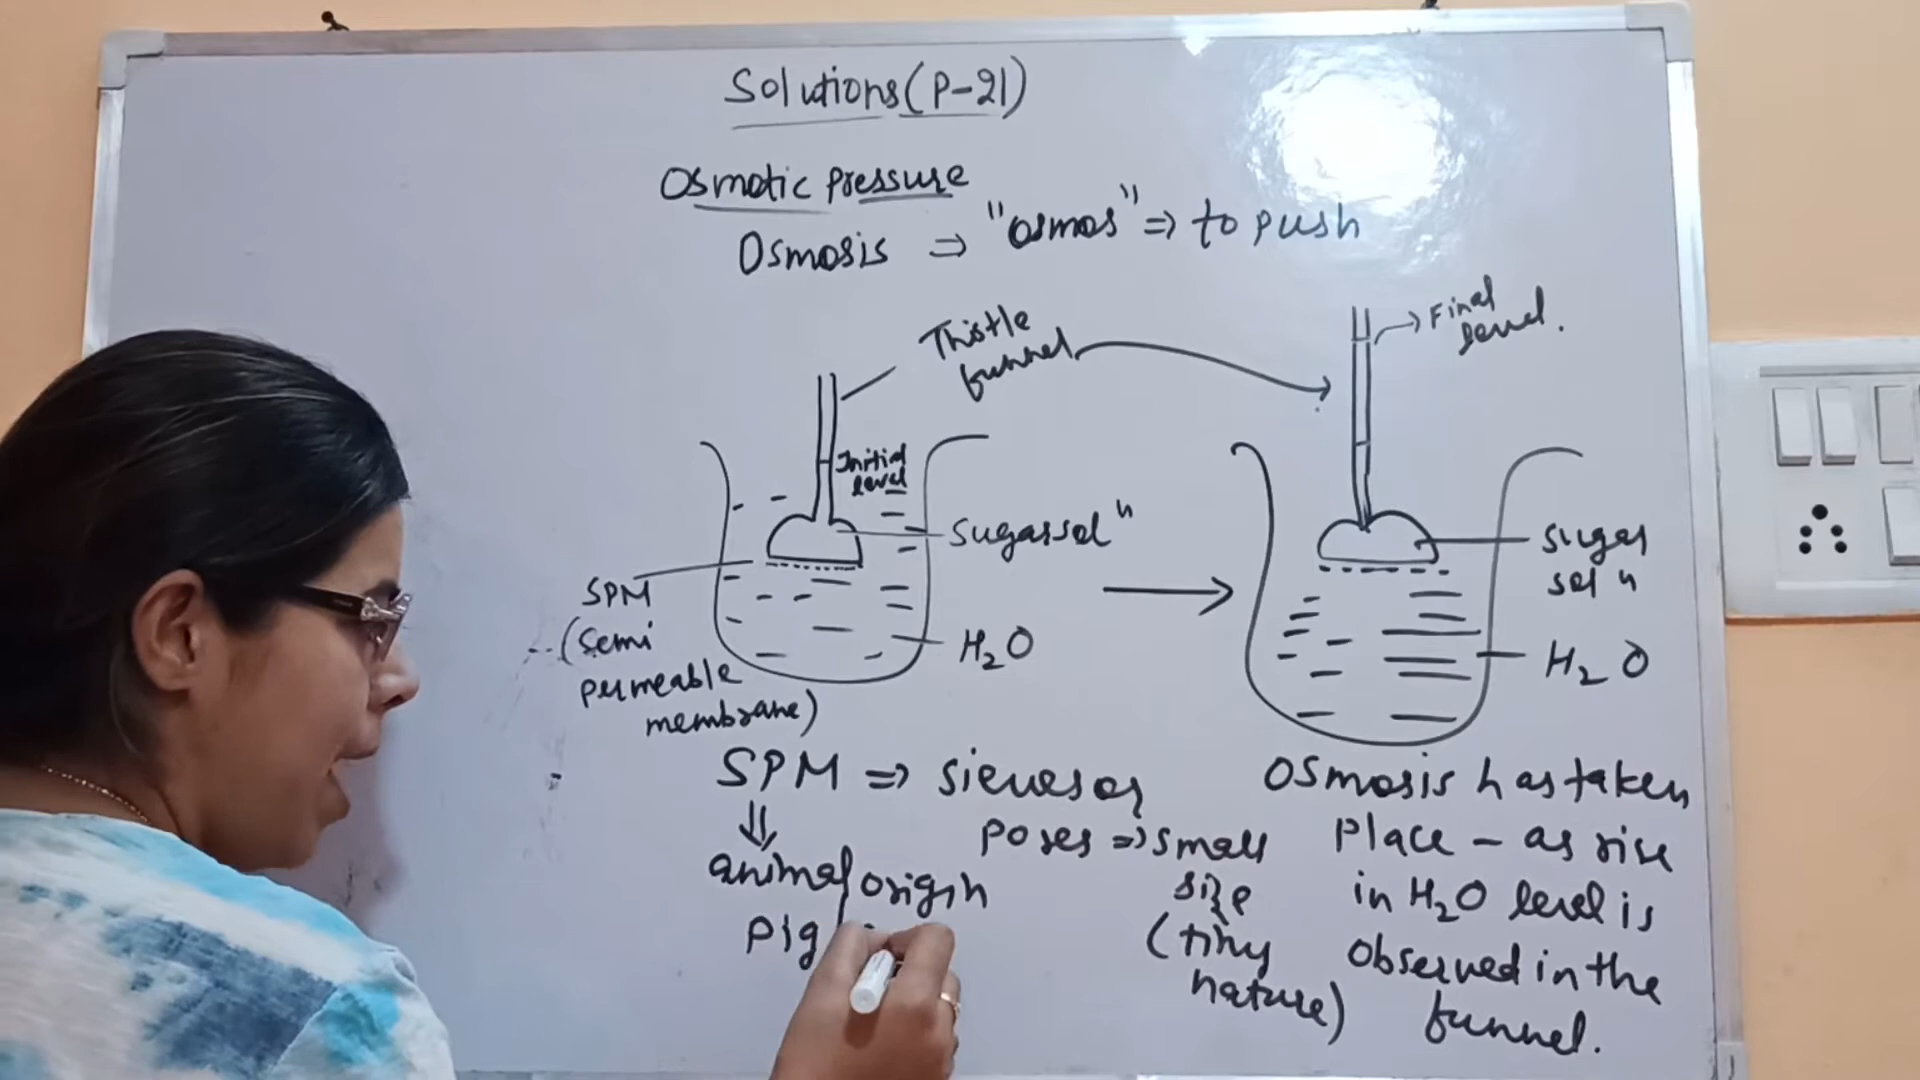 Solutions (P-21)
Osmotic pressure
Osmosis ⇒ "osmos" ⇒ to push
Thistle
funnel
→ Final
level.
Initial
level
Sugar solⁿ
SPM
(semi
permeable
membrane)
H₂O
sugar
solⁿ
H₂O
SPM ⇒ sieves or
pores ⇒ small
size
(tiny
nature)
⇓
animal origin
Pig
Osmosis has taken
place - as rise
in H₂O level is
observed in the
funnel.